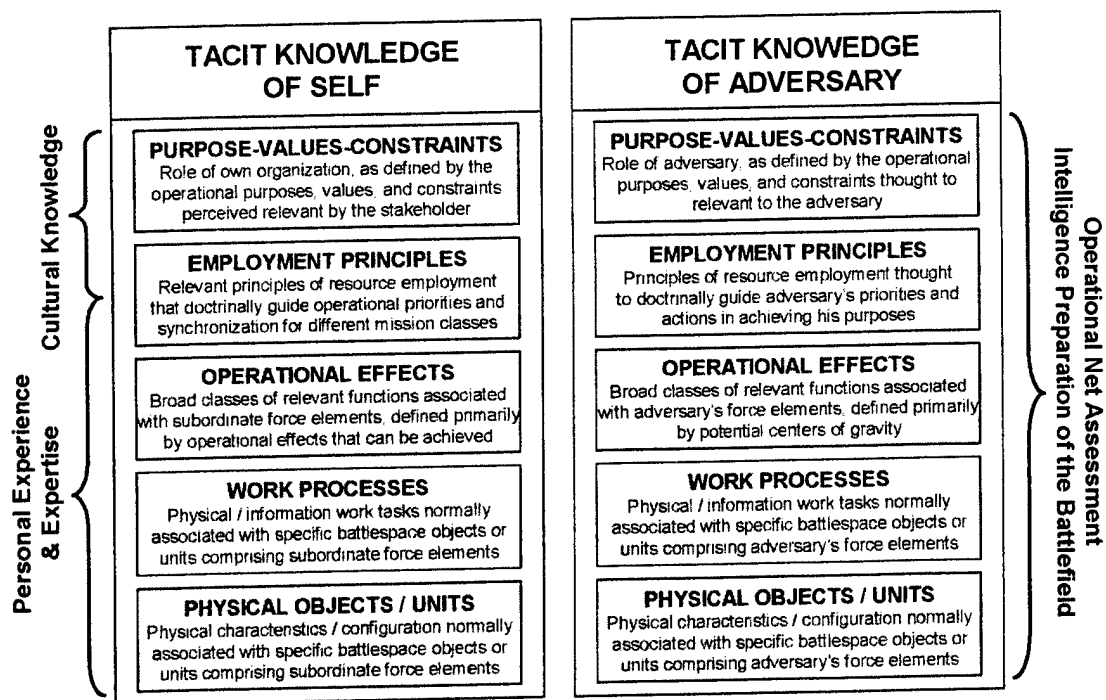 Cultural Knowledge
Personal Experience
& Expertise
TACIT KNOWLEDGE
OF SELF
PURPOSE-VALUES-CONSTRAINTS
Role of own organization, as defined by the
operational purposes, values, and constraints
perceived relevant by the stakeholder
EMPLOYMENT PRINCIPLES
Relevant principles of resource employment
that doctrinally guide operational priorities and
synchronization for different mission classes
OPERATIONAL EFFECTS
Broad classes of relevant functions associated
with subordinate force elements, defined primarily
by operational effects that can be achieved
WORK PROCESSES
Physical / information work tasks normally
associated with specific battlespace objects or
units comprising subordinate force elements
PHYSICAL OBJECTS / UNITS
Physical characteristics / configuration normally
associated with specific battlespace objects or
units comprising subordinate force elements
TACIT KNOWEDGE
OF ADVERSARY
PURPOSE-VALUES-CONSTRAINTS
Role of adversary, as defined by the operational
purposes, values, and constraints thought to
relevant to the adversary
EMPLOYMENT PRINCIPLES
Principles of resource employment thought
to doctrinally guide adversary's priorities and
actions in achieving his purposes
OPERATIONAL EFFECTS
Broad classes of relevant functions associated
with adversary's force elements, defined primarily
by potential centers of gravity
WORK PROCESSES
Physical / information work tasks normally
associated with specific battlespace objects or
units comprising adversary's force elements
PHYSICAL OBJECTS / UNITS
Physical characteristics / configuration normally
associated with specific battlespace objects or
units comprising adversary's force elements
Operational Net Assessment
Intelligence Preparation of the Battlefield